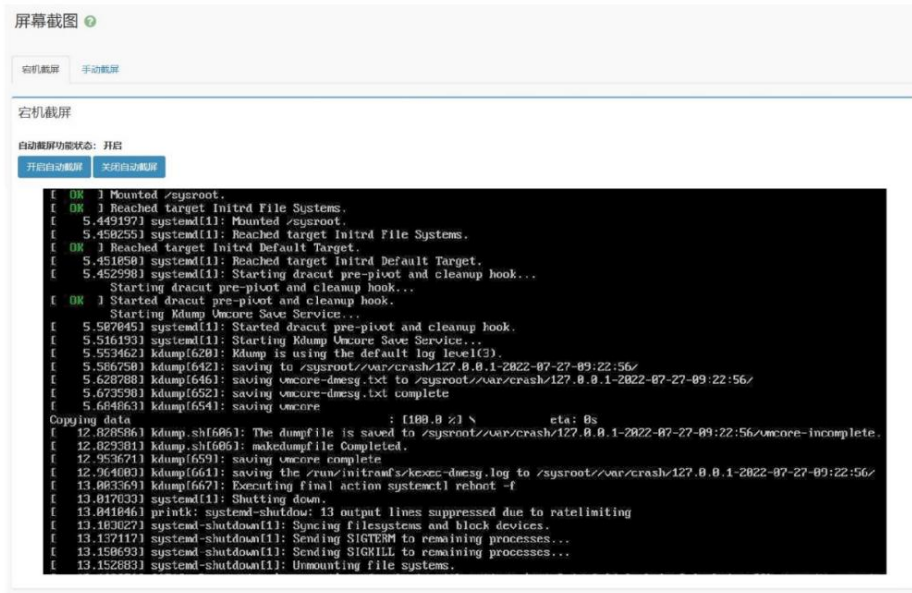 屏幕截图 ?
宕机截屏 手动截屏
宕机截屏
自动截屏功能状态: 开启
开启自动截屏 关闭自动截屏
[ OK ] Mounted /sysroot.
[ OK ] Reached target Initrd File Systems.
[ 5.449197] systemd[1]: Mounted /sysroot.
[ 5.450255] systemd[1]: Reached target Initrd File Systems.
[ OK ] Reached target Initrd Default Target.
[ 5.451050] systemd[1]: Reached target Initrd Default Target.
[ 5.452998] systemd[1]: Starting dracut pre-pivot and cleanup hook...
Starting dracut pre-pivot and cleanup hook...
[ OK ] Started dracut pre-pivot and cleanup hook.
Starting Kdump Vmcore Save Service...
[ 5.507045] systemd[1]: Started dracut pre-pivot and cleanup hook.
[ 5.516193] systemd[1]: Starting Kdump Vmcore Save Service...
[ 5.553462] kdump[620]: Kdump is using the default log level(3).
[ 5.586750] kdump[642]: saving to /sysroot//var/crash/127.0.0.1-2022-07-27-09:22:56/
[ 5.628788] kdump[646]: saving vmcore-dmesg.txt to /sysroot//var/crash/127.0.0.1-2022-07-27-09:22:56/
[ 5.673598] kdump[652]: saving vmcore-dmesg.txt complete
[ 5.684863] kdump[654]: saving vmcore
Copying data : [100.0 %] \ eta: 0s
[ 12.828586] kdump.sh[606]: The dumpfile is saved to /sysroot//var/crash/127.0.0.1-2022-07-27-09:22:56/vmcore-incomplete.
[ 12.829381] kdump.sh[606]: makedumpfile Completed.
[ 12.953671] kdump[659]: saving vmcore complete
[ 12.964003] kdump[661]: saving the /run/initramfs/kexec-dmesg.log to /sysroot//var/crash/127.0.0.1-2022-07-27-09:22:56/
[ 13.003369] kdump[667]: Executing final action systemctl reboot -f
[ 13.017033] systemd[1]: Shutting down.
[ 13.041046] printk: systemd-shutdow: 13 output lines suppressed due to ratelimiting
[ 13.103027] systemd-shutdown[1]: Syncing filesystems and block devices.
[ 13.137117] systemd-shutdown[1]: Sending SIGTERM to remaining processes...
[ 13.150693] systemd-shutdown[1]: Sending SIGKILL to remaining processes...
[ 13.152883] systemd-shutdown[1]: Unmounting file systems.